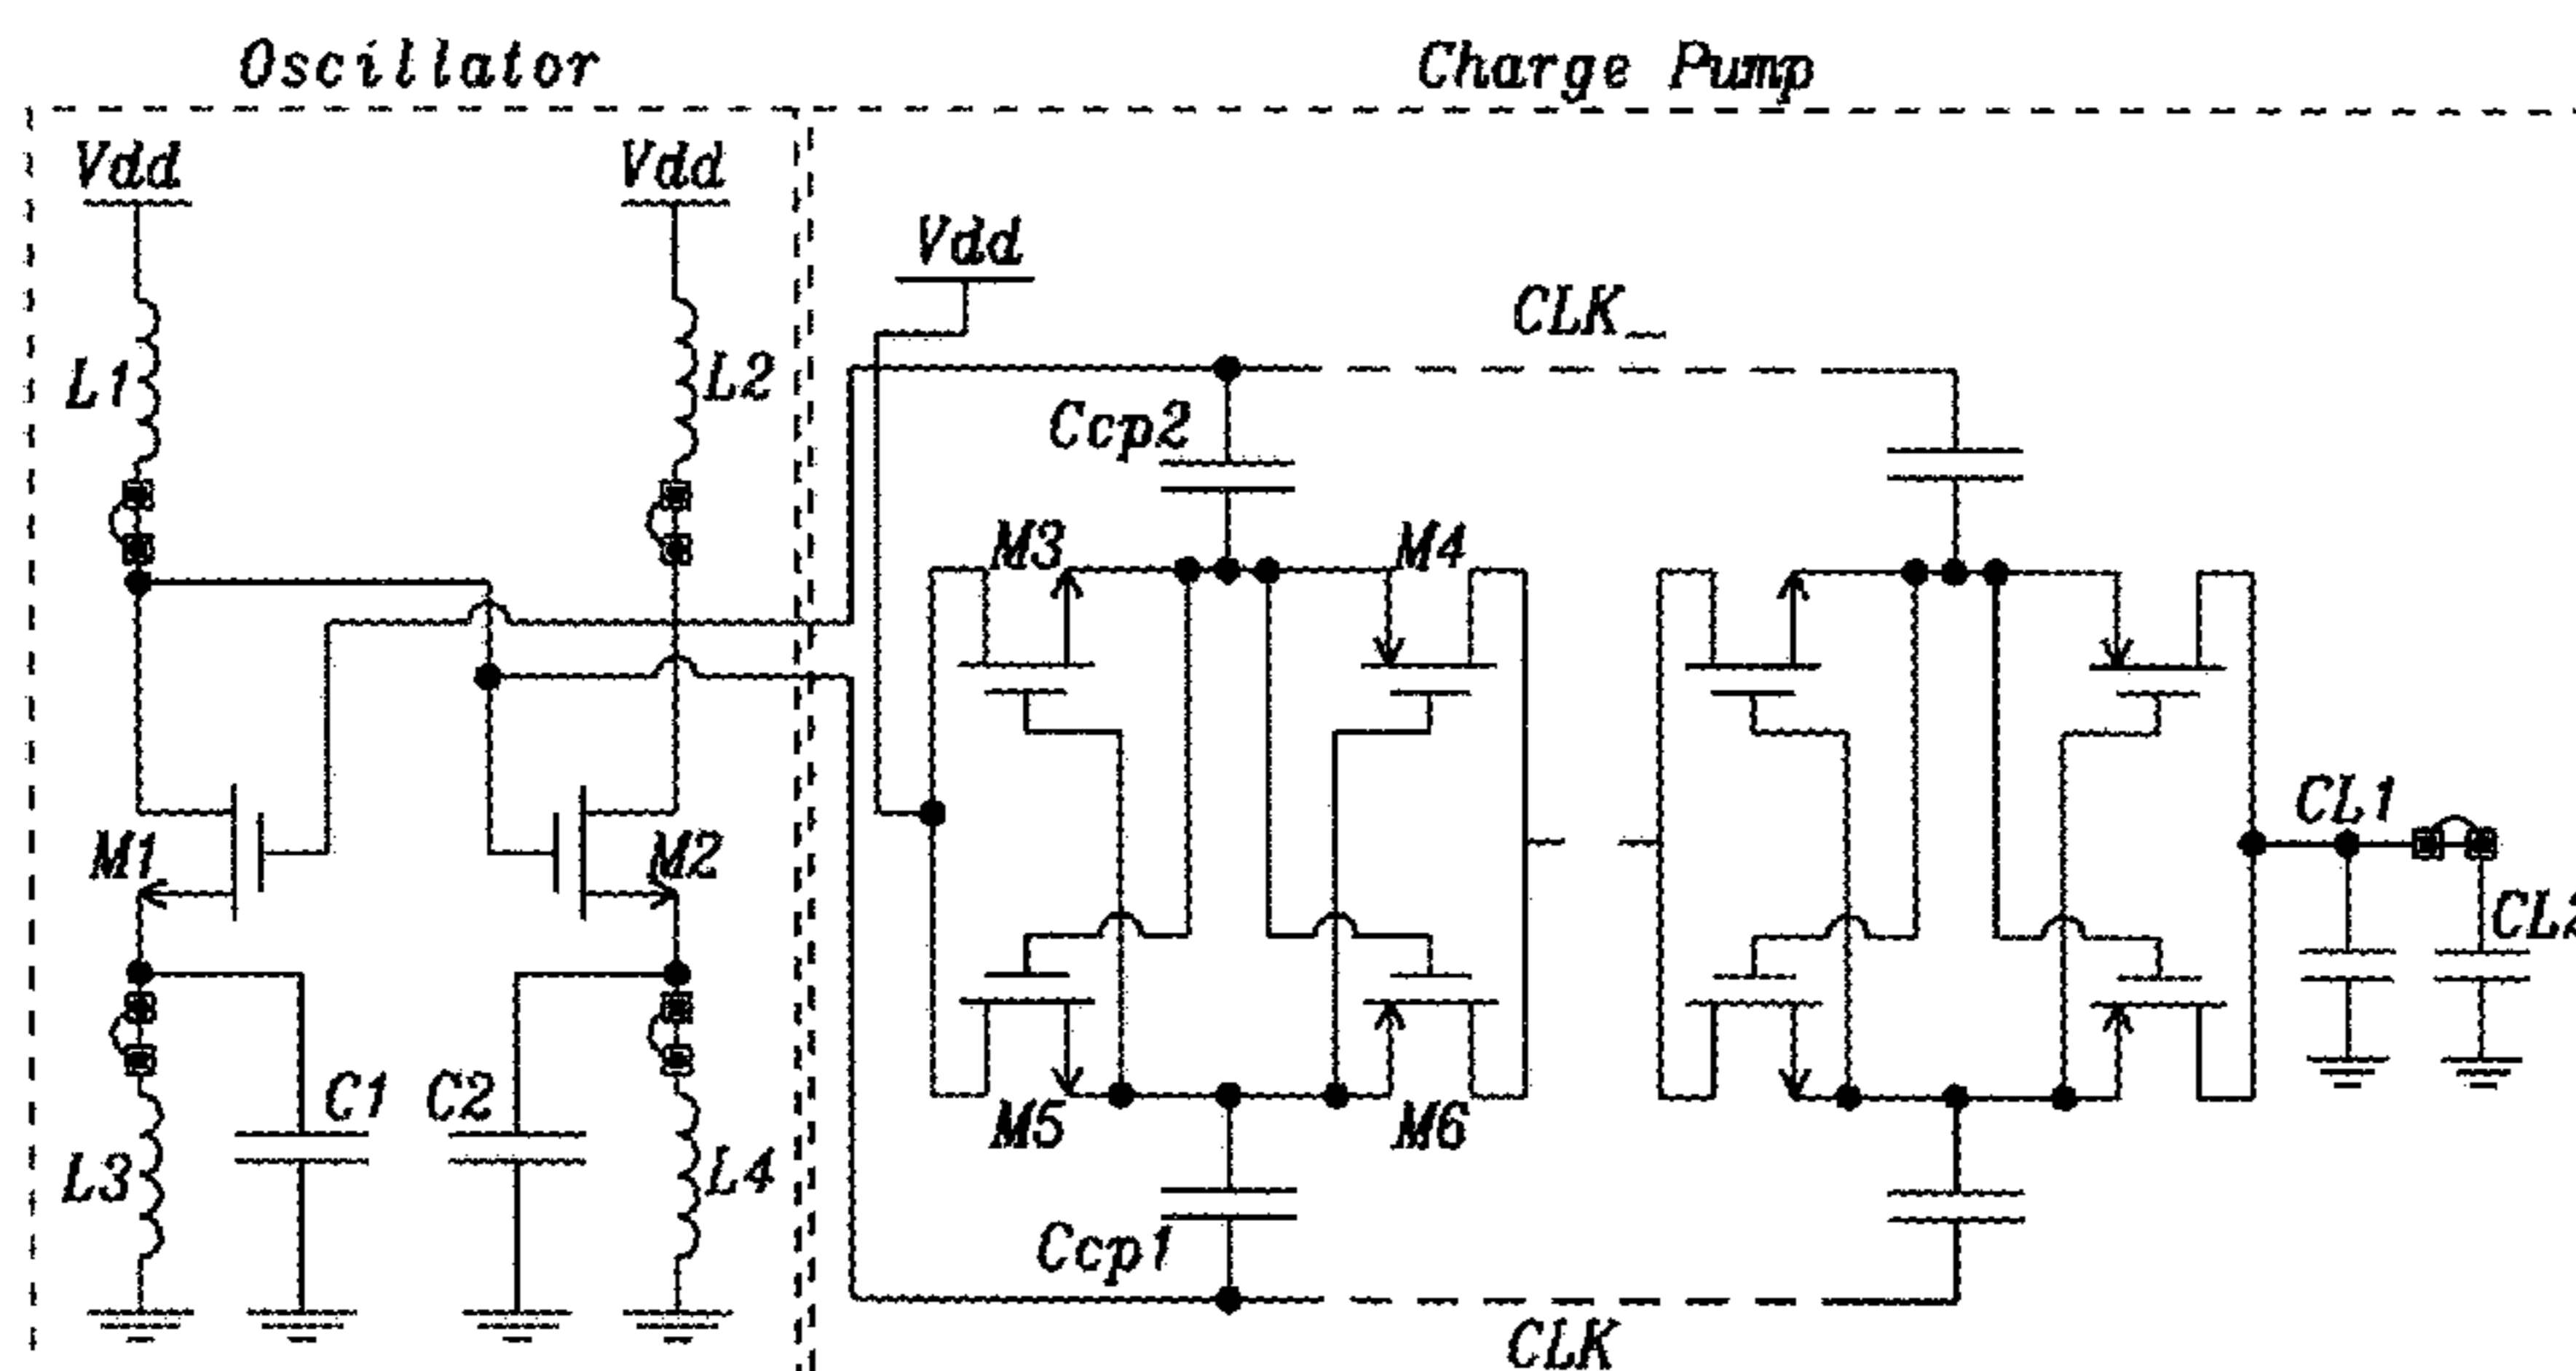 Oscillator
Charge Pump
Vdd
Vdd
Vdd
CLK_
L1
L2
Ccp2
M3
M4
M1
M2
CL1
CL2
C1
C2
M5
M6
L3
L4
Ccp1
CLK